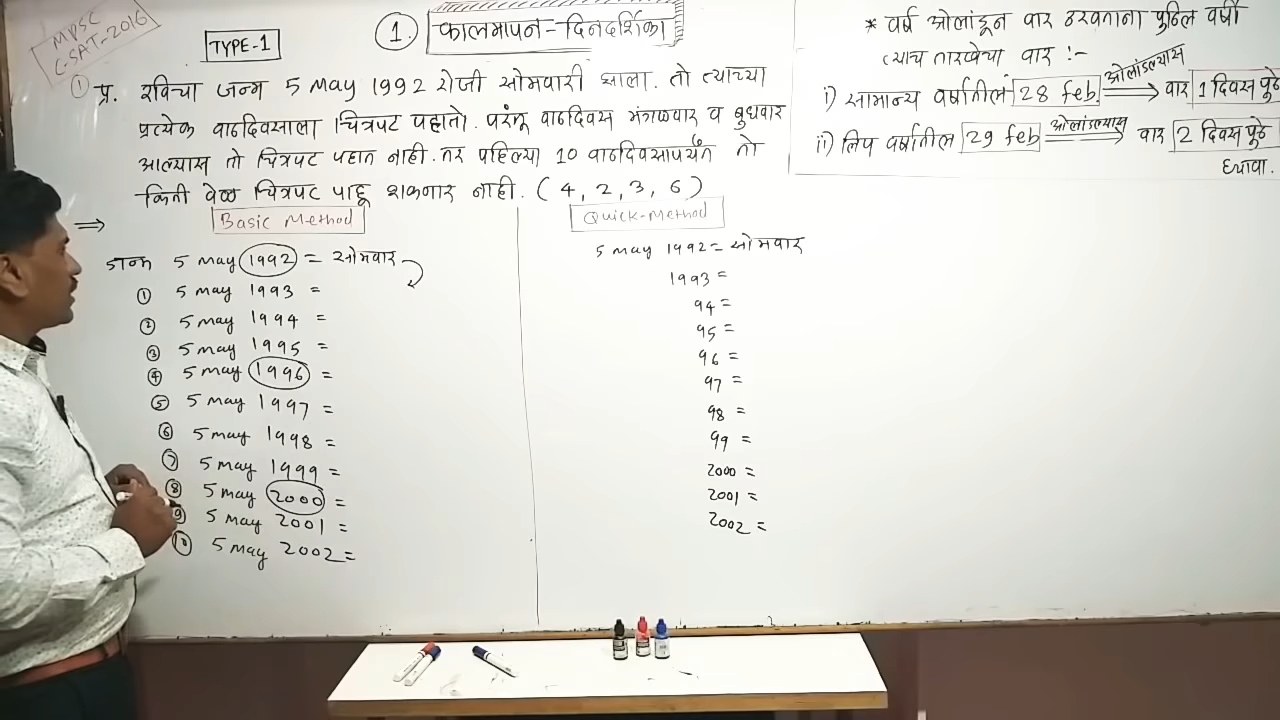 MPSC
C-SAT-2016
TYPE-1
1. कालमापन-दिनदर्शिका
① प्र. रविचा जन्म 5 May 1992 रोजी सोमवारी झाला. तो त्याच्या
प्रत्येक वाढदिवसाला चित्रपट पहातो. परंतू वाढदिवस मंगळवार व बुधवार
आल्यास तो चित्रपट पहात नाही. तर पहिल्या 10 वाढदिवसापर्यंत तो
किती वेळ चित्रपट पाहू शकणार नाही. (4, 2, 3, 6)
* वर्ष ओलांडून वार ठरवताना पुढिल वर्षी
त्याच तारखेचा वार :-
i) सामान्य वर्षातील 28 feb. ओलांडल्यास वार 1 दिवस पुढे
ii) लिप वर्षातील 29 feb ओलांडल्यास वार 2 दिवस पुढे
घ्यावा.
⇒ Basic Method
जन्म 5 may 1992 = सोमवार
① 5 may 1993 =
② 5 may 1994 =
③ 5 may 1995 =
④ 5 may 1996 =
⑤ 5 may 1997 =
⑥ 5 may 1998 =
⑦ 5 may 1999 =
⑧ 5 may 2000 =
9 5 may 2001 =
10 5 may 2002 =
Quick-Method
5 may 1992 = सोमवार
1993 =
94 =
95 =
96 =
97 =
98 =
99 =
2000 =
2001 =
2002 =